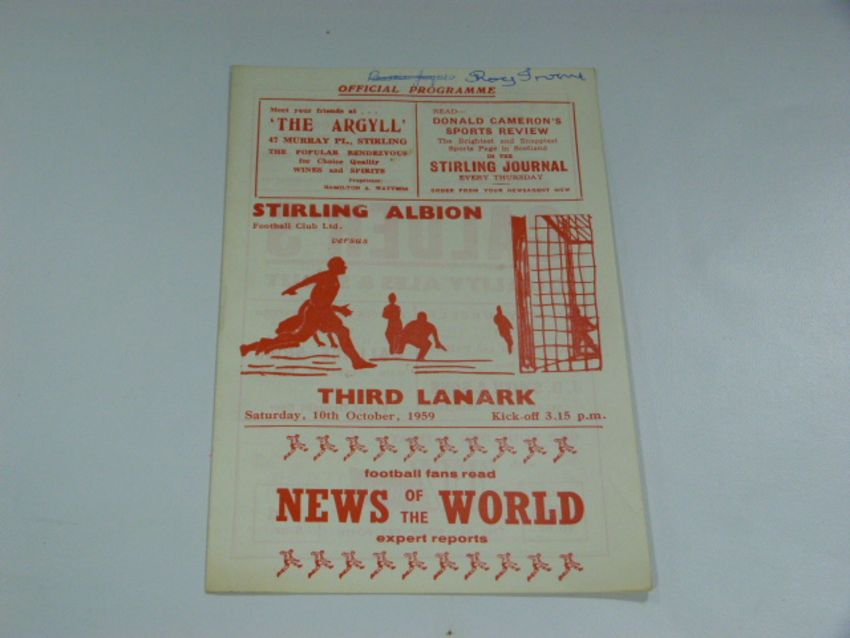 Roy Irvine
OFFICIAL PROGRAMME
Meet your friends at . . .
'THE ARGYLL'
47 MURRAY PL., STIRLING
THE POPULAR RENDEZVOUS
for Choice Quality
WINES and SPIRITS
Proprietor:
HAMILTON A.
READ—
DONALD CAMERON'S
SPORTS REVIEW
The Brightest and Snappiest
Sports Page in Scotland
IN THE
STIRLING JOURNAL
EVERY THURSDAY
ORDER FROM YOUR NEWSAGENT NOW
STIRLING ALBION
Football Club Ltd.
versus
THIRD LANARK
Saturday, 10th October, 1959 Kick-off 3.15 p.m.
football fans read
NEWS OF THE WORLD
expert reports